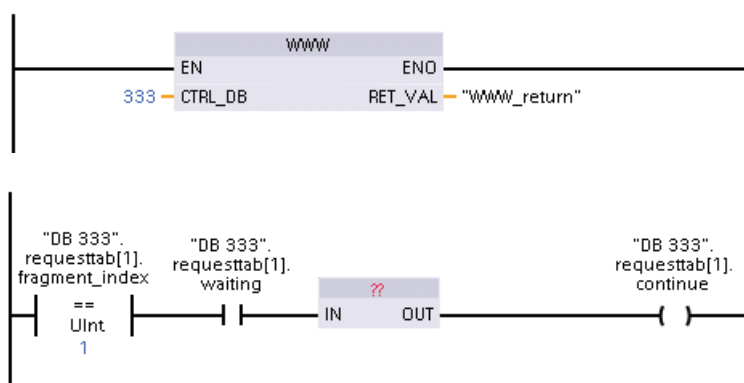 WWW
EN ENO
333 CTRL_DB RET_VAL "WWW_return"
"DB 333".
requesttab[1].
fragment_index
==
UInt
1
"DB 333".
requesttab[1].
waiting
??
IN OUT
"DB 333".
requesttab[1].
continue